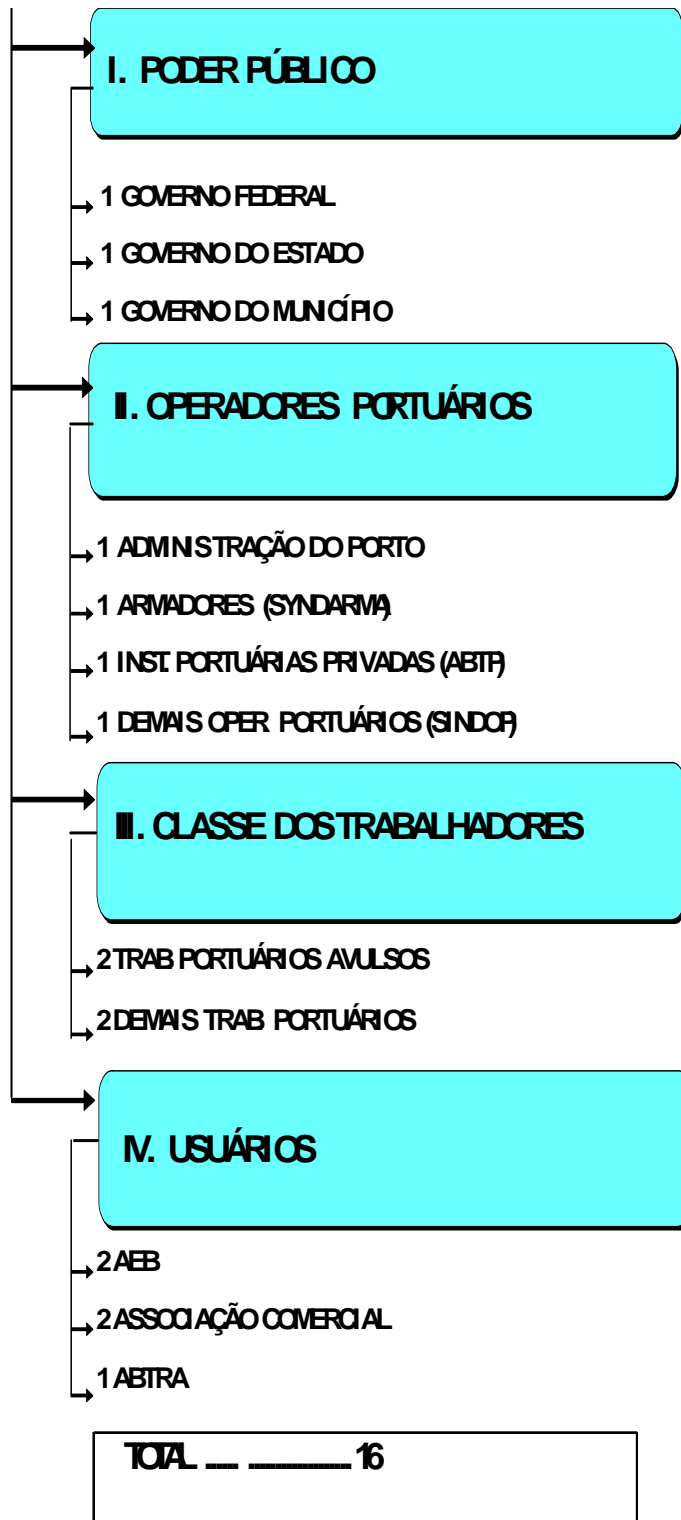 I. PODER PÚBLICO
1 GOVERNO FEDERAL
1 GOVERNO DO ESTADO
1 GOVERNO DO MUNICÍPIO
II. OPERADORES PORTUÁRIOS
1 ADMINISTRAÇÃO DO PORTO
1 ARMADORES (SYNDARMA)
1 INST. PORTUÁRIAS PRIVADAS (ABTP)
1 DEMAIS OPER. PORTUÁRIOS (SINDOP)
III. CLASSE DOS TRABALHADORES
2 TRAB. PORTUÁRIOS AVULSOS
2 DEMAIS TRAB. PORTUÁRIOS
IV. USUÁRIOS
2 AEB
2 ASSOCIAÇÃO COMERCIAL
1 ABTRA
TOTAL ...... ................... 16